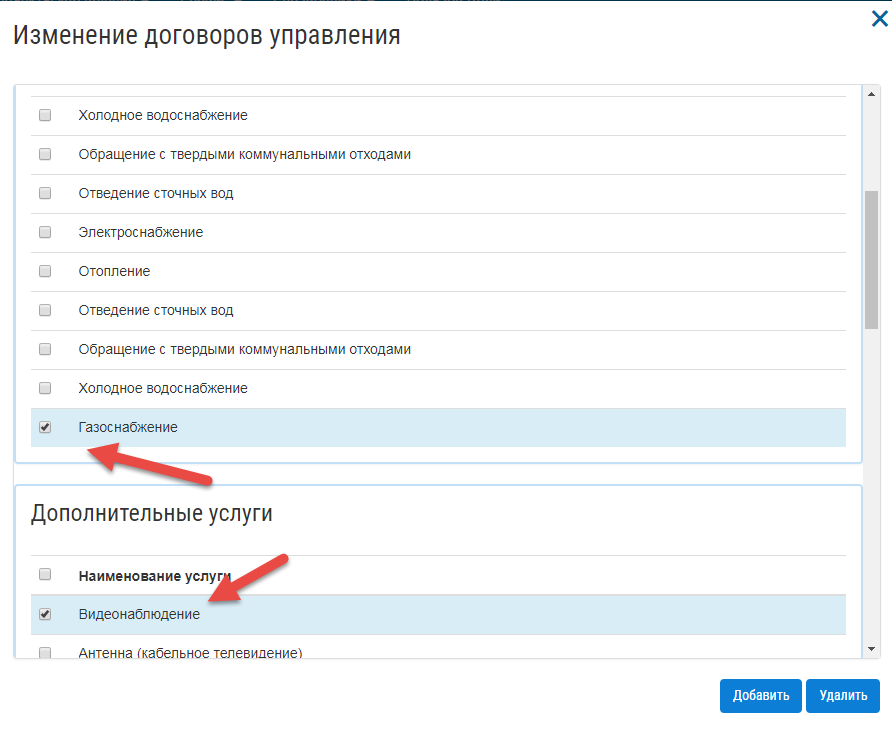 Изменение договоров управления
Холодное водоснабжение
Обращение с твердыми коммунальными отходами
Отведение сточных вод
Электроснабжение
Отопление
Отведение сточных вод
Обращение с твердыми коммунальными отходами
Холодное водоснабжение
Газоснабжение
Дополнительные услуги
Наименование услуги
Видеонаблюдение
Антенна (кабельное телевидение)
Добавить Удалить